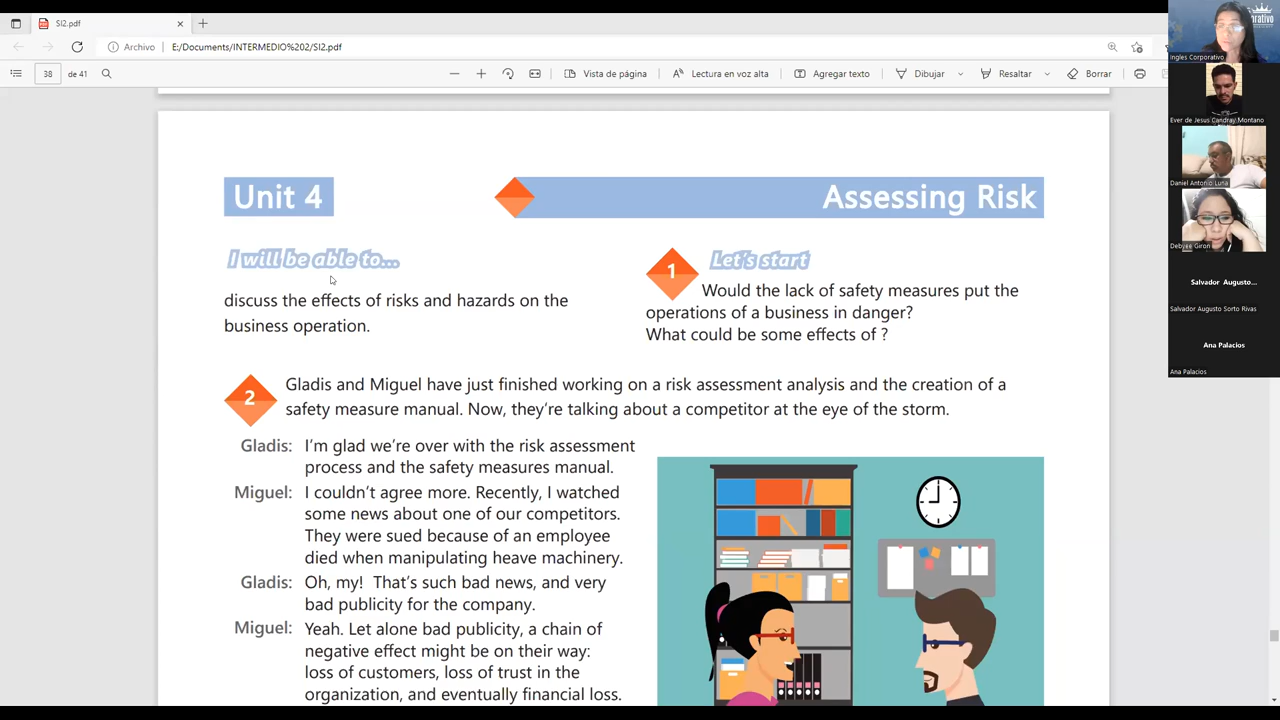 SI2.pdf
Archivo
E:/Documents/INTERMEDIO%202/SI2.pdf
38
de 41
Vista de página
Lectura en voz alta
Agregar texto
Dibujar
Resaltar
Borrar
Unit 4
Assessing Risk
I will be able to...
discuss the effects of risks and hazards on the
business operation.
1
Let's start
Would the lack of safety measures put the
operations of a business in danger?
What could be some effects of ?
2
Gladis and Miguel have just finished working on a risk assessment analysis and the creation of a
safety measure manual. Now, they're talking about a competitor at the eye of the storm.
Gladis: I'm glad we're over with the risk assessment
process and the safety measures manual.
Miguel: I couldn't agree more. Recently, I watched
some news about one of our competitors.
They were sued because of an employee
died when manipulating heave machinery.
Gladis: Oh, my! That's such bad news, and very
bad publicity for the company.
Miguel: Yeah. Let alone bad publicity, a chain of
negative effect might be on their way:
loss of customers, loss of trust in the
organization, and eventually financial loss.
Ingles Corporativo
Ever de Jesus Candray Montano
Daniel Antonio Luna
Debyee Giron
Salvador Augusto...
Salvador Augusto Sorto Rivas
Ana Palacios
Ana Palacios